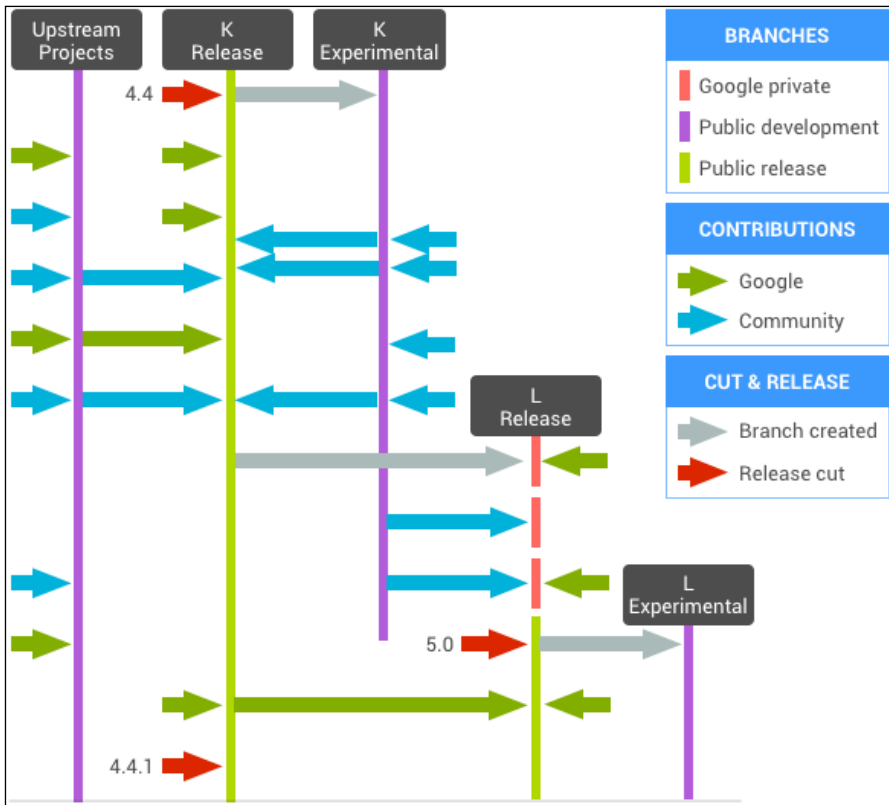 Upstream
Projects
K
Release
K
Experimental
BRANCHES
Google private
Public development
Public release
4.4
CONTRIBUTIONS
Google
Community
CUT & RELEASE
Branch created
Release cut
L
Release
L
Experimental
5.0
4.4.1